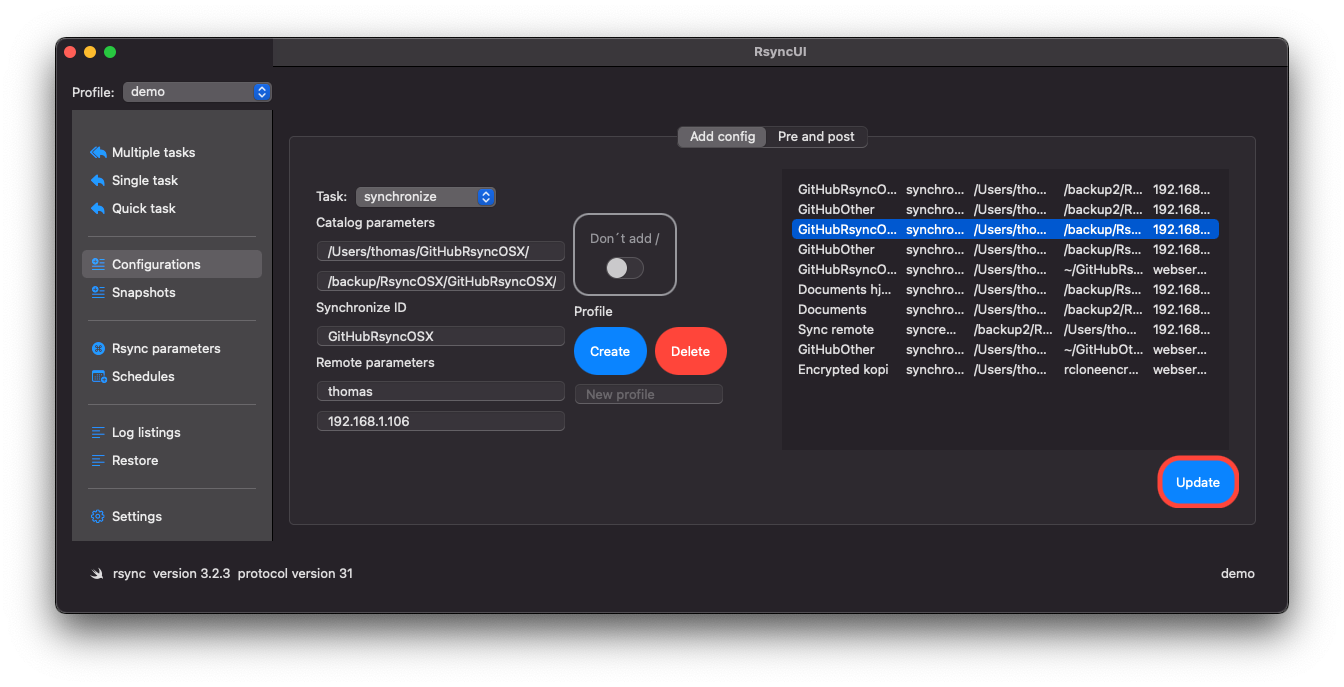 RsyncUI
Profile: demo
Multiple tasks
Single task
Quick task
Configurations
Snapshots
Rsync parameters
Schedules
Log listings
Restore
Settings
Add config Pre and post
Task: synchronize
Catalog parameters
/Users/thomas/GitHubRsyncOSX/
/backup/RsyncOSX/GitHubRsyncOSX/
Synchronize ID
GitHubRsyncOSX
Remote parameters
thomas
192.168.1.106
Don´t add /
Profile
Create Delete
New profile
GitHubRsyncO... synchro... /Users/tho... /backup2/R... 192.168...
GitHubOther synchro... /Users/tho... /backup2/R... 192.168...
GitHubRsyncO... synchro... /Users/tho... /backup/Rs... 192.168...
GitHubOther synchro... /Users/tho... /backup/Rs... 192.168...
GitHubRsyncO... synchro... /Users/tho... ~/GitHubRs... webser...
Documents hj... synchro... /Users/tho... /backup/Rs... 192.168...
Documents synchro... /Users/tho... /backup2/R... 192.168...
Sync remote syncre... /backup2/R... /Users/tho... 192.168...
GitHubOther synchro... /Users/tho... ~/GitHubOt... webser...
Encrypted kopi synchro... /Users/tho... rcloneencr... webser...
Update
rsync version 3.2.3 protocol version 31
demo